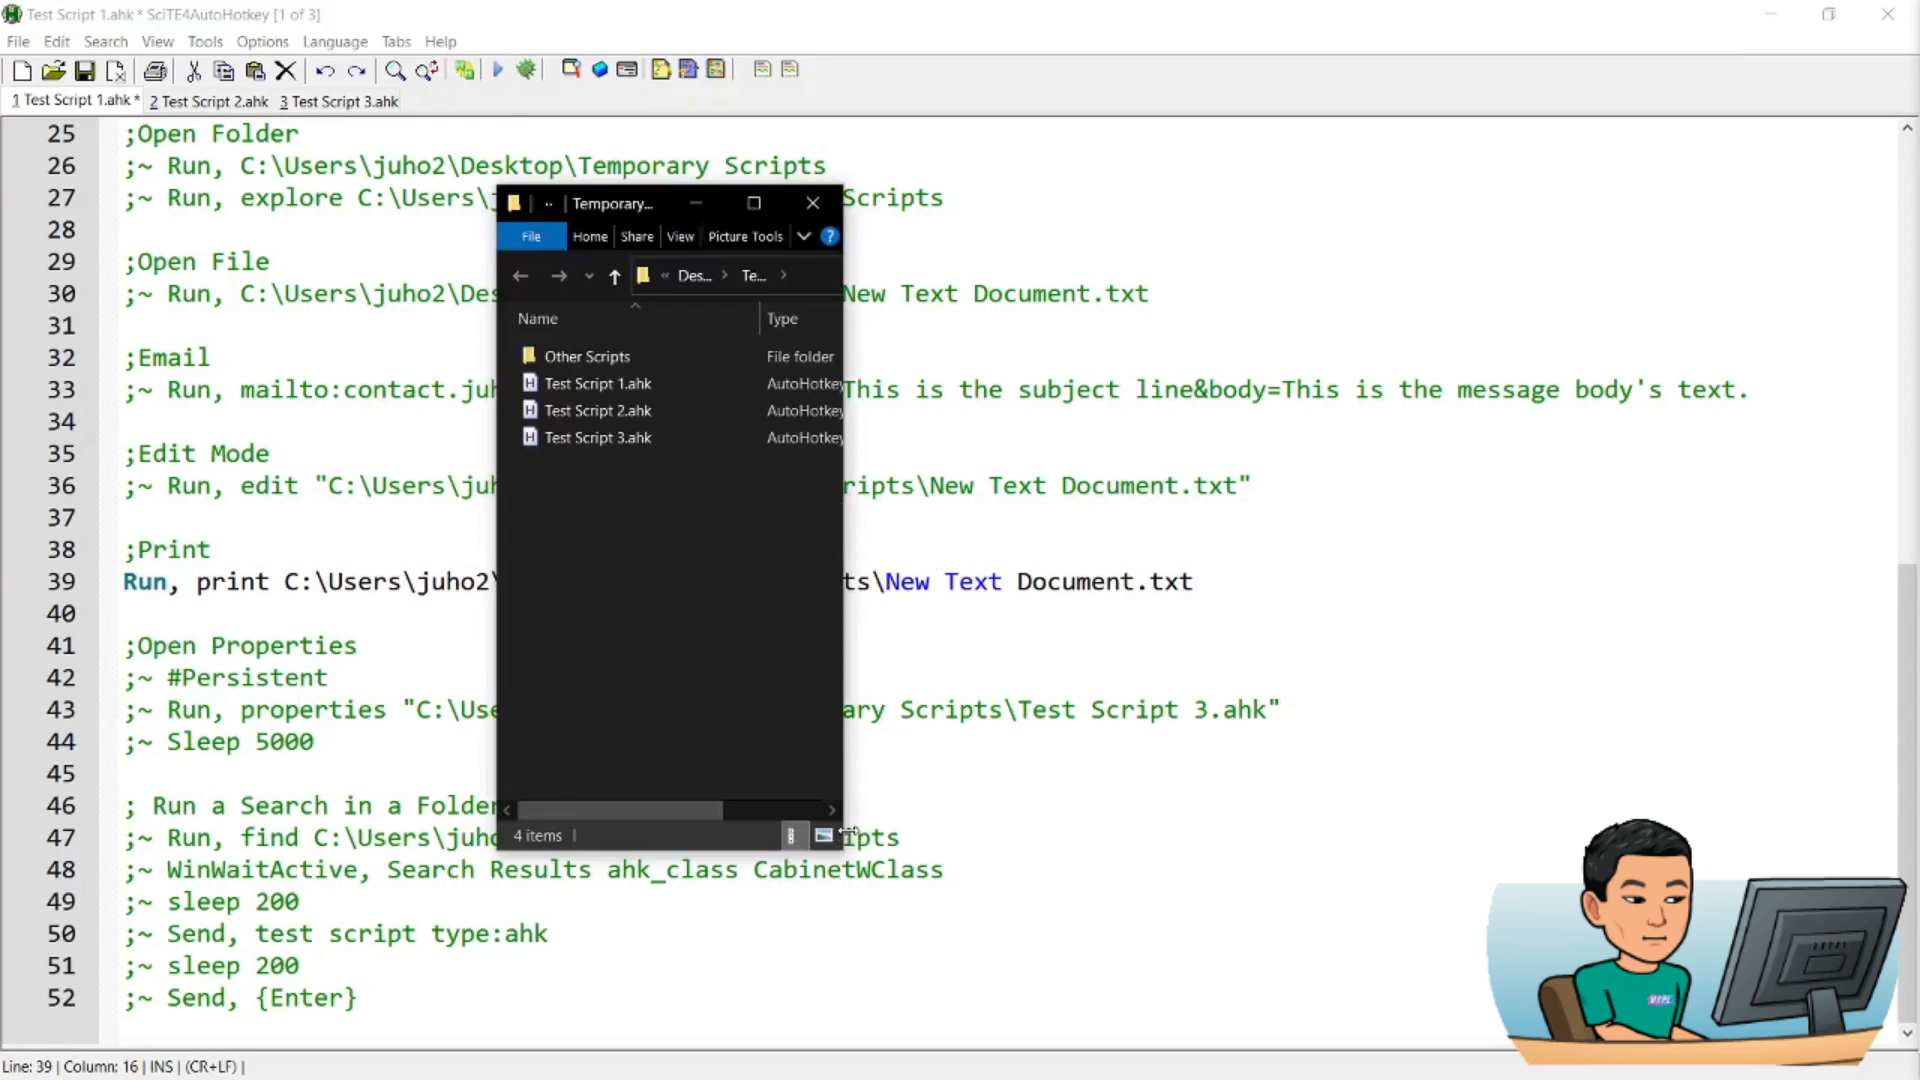 Test Script 1.ahk * SciTE4AutoHotkey [1 of 3]
File Edit Search View Tools Options Language Tabs Help
1 Test Script 1.ahk * 2 Test Script 2.ahk 3 Test Script 3.ahk
25 ;Open Folder
26 ;~ Run, C:\Users\juho2\Desktop\Temporary Scripts
27 ;~ Run, explore C:\Users\ Scripts
28
29 ;Open File
30 ;~ Run, C:\Users\juho2\Des New Text Document.txt
31
32 ;Email
33 ;~ Run, mailto:contact.juh This is the subject line&body=This is the message body's text.
34
35 ;Edit Mode
36 ;~ Run, edit "C:\Users\juh ripts\New Text Document.txt"
37
38 ;Print
39 Run, print C:\Users\juho2\ ts\New Text Document.txt
40
41 ;Open Properties
42 ;~ #Persistent
43 ;~ Run, properties "C:\Use ary Scripts\Test Script 3.ahk"
44 ;~ Sleep 5000
45
46 ; Run a Search in a Folder
47 ;~ Run, find C:\Users\juho ipts
48 ;~ WinWaitActive, Search Results ahk_class CabinetWClass
49 ;~ sleep 200
50 ;~ Send, test script type:ahk
51 ;~ sleep 200
52 ;~ Send, {Enter}
Temporary...
File Home Share View Picture Tools
« Des... > Te... >
Name Type
Other Scripts File folder
Test Script 1.ahk AutoHotkey
Test Script 2.ahk AutoHotkey
Test Script 3.ahk AutoHotkey
4 items
Line: 39 | Column: 16 | INS | (CR+LF) |